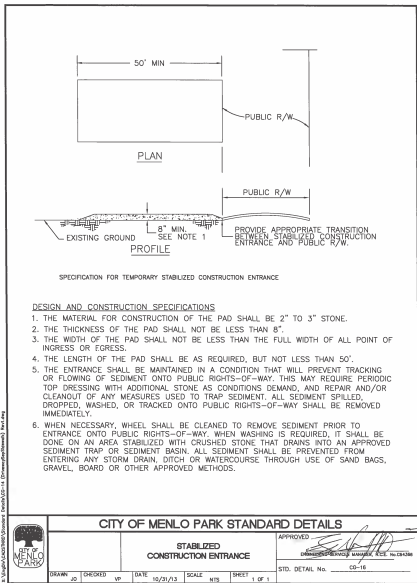 50' MIN
PUBLIC R/W
PLAN
PUBLIC R/W
EXISTING GROUND
8" MIN.
SEE NOTE 1
PROVIDE APPROPRIATE TRANSITION
BETWEEN STABILIZED CONSTRUCTION
ENTRANCE AND PUBLIC R/W.
PROFILE
SPECIFICATION FOR TEMPORARY STABILIZED CONSTRUCTION ENTRANCE
DESIGN AND CONSTRUCTION SPECIFICATIONS
1. THE MATERIAL FOR CONSTRUCTION OF THE PAD SHALL BE 2" TO 3" STONE.
2. THE THICKNESS OF THE PAD SHALL NOT BE LESS THAN 8".
3. THE WIDTH OF THE PAD SHALL NOT BE LESS THAN THE FULL WIDTH OF ALL POINT OF
INGRESS OR EGRESS.
4. THE LENGTH OF THE PAD SHALL BE AS REQUIRED, BUT NOT LESS THAN 50'.
5. THE ENTRANCE SHALL BE MAINTAINED IN A CONDITION THAT WILL PREVENT TRACKING
OR FLOWING OF SEDIMENT ONTO PUBLIC RIGHTS-OF-WAY. THIS MAY REQUIRE PERIODIC
TOP DRESSING WITH ADDITIONAL STONE AS CONDITIONS DEMAND, AND REPAIR AND/OR
CLEANOUT OF ANY MEASURES USED TO TRAP SEDIMENT. ALL SEDIMENT SPILLED,
DROPPED, WASHED, OR TRACKED ONTO PUBLIC RIGHTS-OF-WAY SHALL BE REMOVED
IMMEDIATELY.
6. WHEN NECESSARY, WHEEL SHALL BE CLEANED TO REMOVE SEDIMENT PRIOR TO
ENTRANCE ONTO PUBLIC RIGHTS-OF-WAY. WHEN WASHING IS REQUIRED, IT SHALL BE
DONE ON AN AREA STABILIZED WITH CRUSHED STONE THAT DRAINS INTO AN APPROVED
SEDIMENT TRAP OR SEDIMENT BASIN. ALL SEDIMENT SHALL BE PREVENTED FROM
ENTERING ANY STORM DRAIN, DITCH OR WATERCOURSE THROUGH USE OF SAND BAGS,
GRAVEL, BOARD OR OTHER APPROVED METHODS.
CITY OF MENLO PARK STANDARD DETAILS
CITY OF
MENLO
PARK
STABILIZED
CONSTRUCTION ENTRANCE
APPROVED
ENGINEERING SERVICES MANAGER, R.C.E. No.
STD. DETAIL No. CG-16
DRAWN JO CHECKED VP DATE 10/31/13 SCALE NTS SHEET 1 OF 1